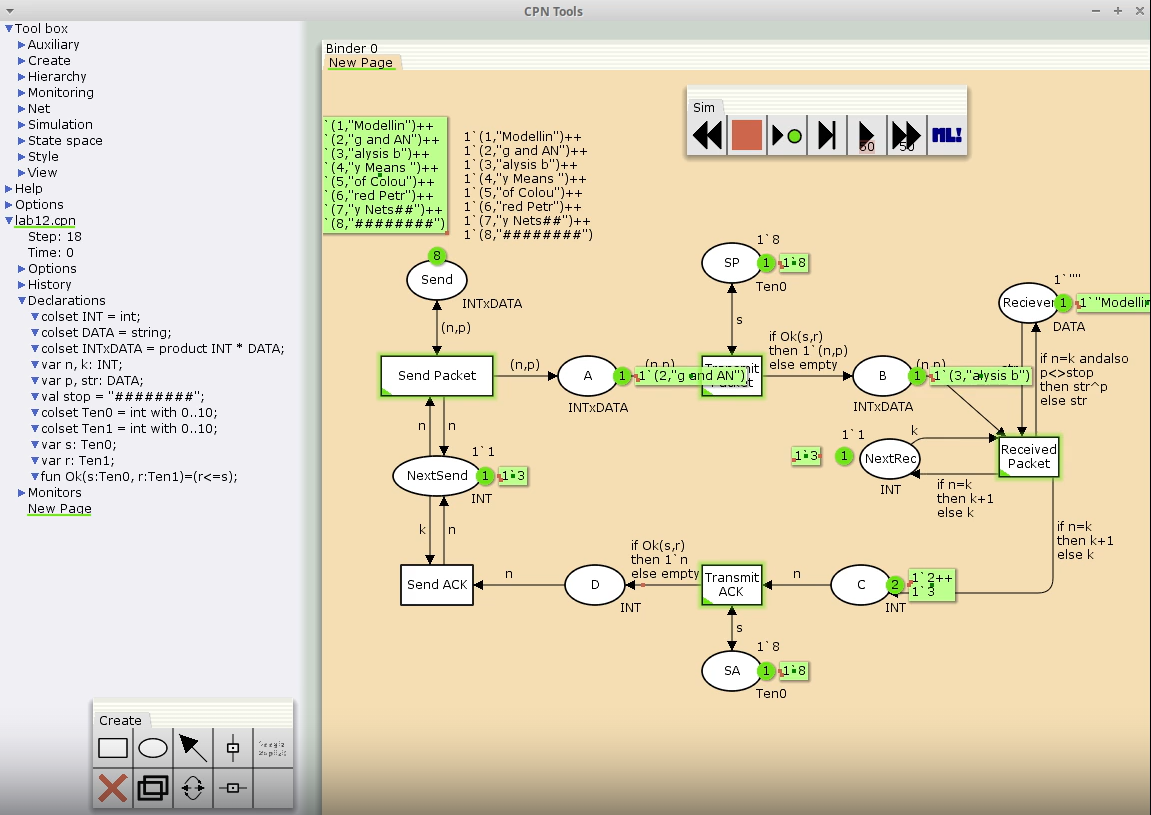 CPN Tools
Tool box
Auxiliary
Create
Hierarchy
Monitoring
Net
Simulation
State space
Style
View
Help
Options
lab12.cpn
Step: 18
Time: 0
Options
History
Declarations
colset INT = int;
colset DATA = string;
colset INTxDATA = product INT * DATA;
var n, k: INT;
var p, str: DATA;
val stop = "########";
colset Ten0 = int with 0..10;
colset Ten1 = int with 0..10;
var s: Ten0;
var r: Ten1;
fun Ok(s:Ten0, r:Ten1)=(r<=s);
Monitors
New Page
Create
Binder 0
New Page
Sim
50
50
ML!
`(1,"Modellin")++
`(2,"g and AN")++
`(3,"alysis b")++
`(4,"y Means ")++
`(5,"of Colou")++
`(6,"red Petr")++
`(7,"y Nets##")++
`(8,"########")
1`(1,"Modellin")++
1`(2,"g and AN")++
1`(3,"alysis b")++
1`(4,"y Means ")++
1`(5,"of Colou")++
1`(6,"red Petr")++
1`(7,"y Nets##")++
1`(8,"########")
8
Send
INTxDATA
(n,p)
Send Packet
(n,p)
A
1
1`(2,"g and AN")
INTxDATA
1`8
SP
1
1`8
Ten0
s
if Ok(s,r)
then 1`(n,p)
else empty
B
1
1`(3,"alysis b")
INTxDATA
1`""
Reciever
1
1`"Modellin
DATA
if n=k andalso
p<>stop
then str^p
else str
Received
Packet
k
1`1
1
1`3
NextRec
INT
if n=k
then k+1
else k
if n=k
then k+1
else k
n
n
1`1
NextSend
1
1`3
INT
k
n
Send ACK
n
D
INT
if Ok(s,r)
then 1`n
else empty
Transmit
ACK
n
C
2
1`2++
1`3
INT
s
1`8
SA
1
1`8
Ten0